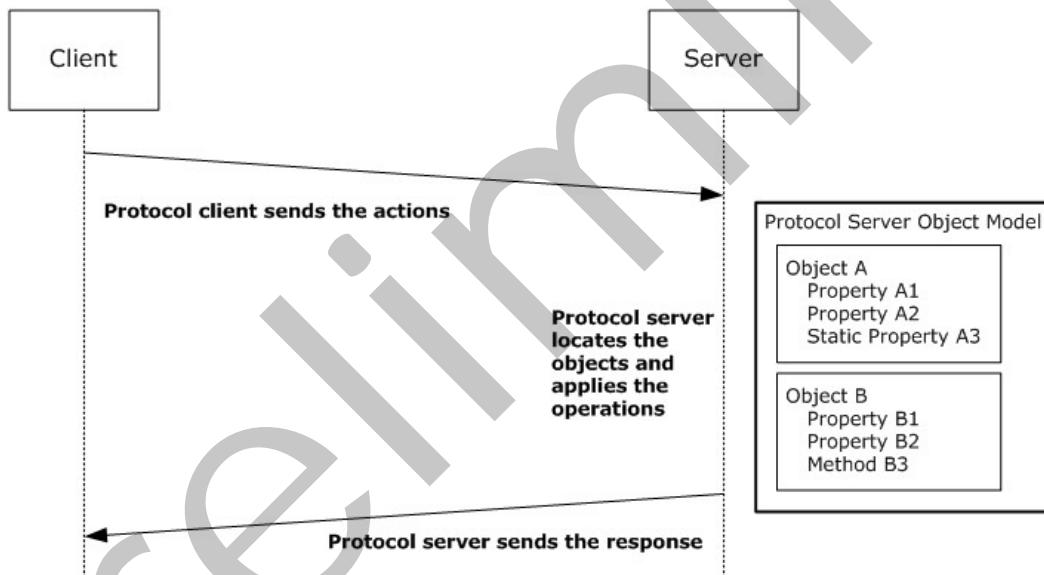 Client
Server
Protocol client sends the actions
Protocol Server Object Model
Object A
Property A1
Property A2
Static Property A3
Protocol server
locates the
objects and
applies the
operations
Object B
Property B1
Property B2
Method B3
Protocol server sends the response